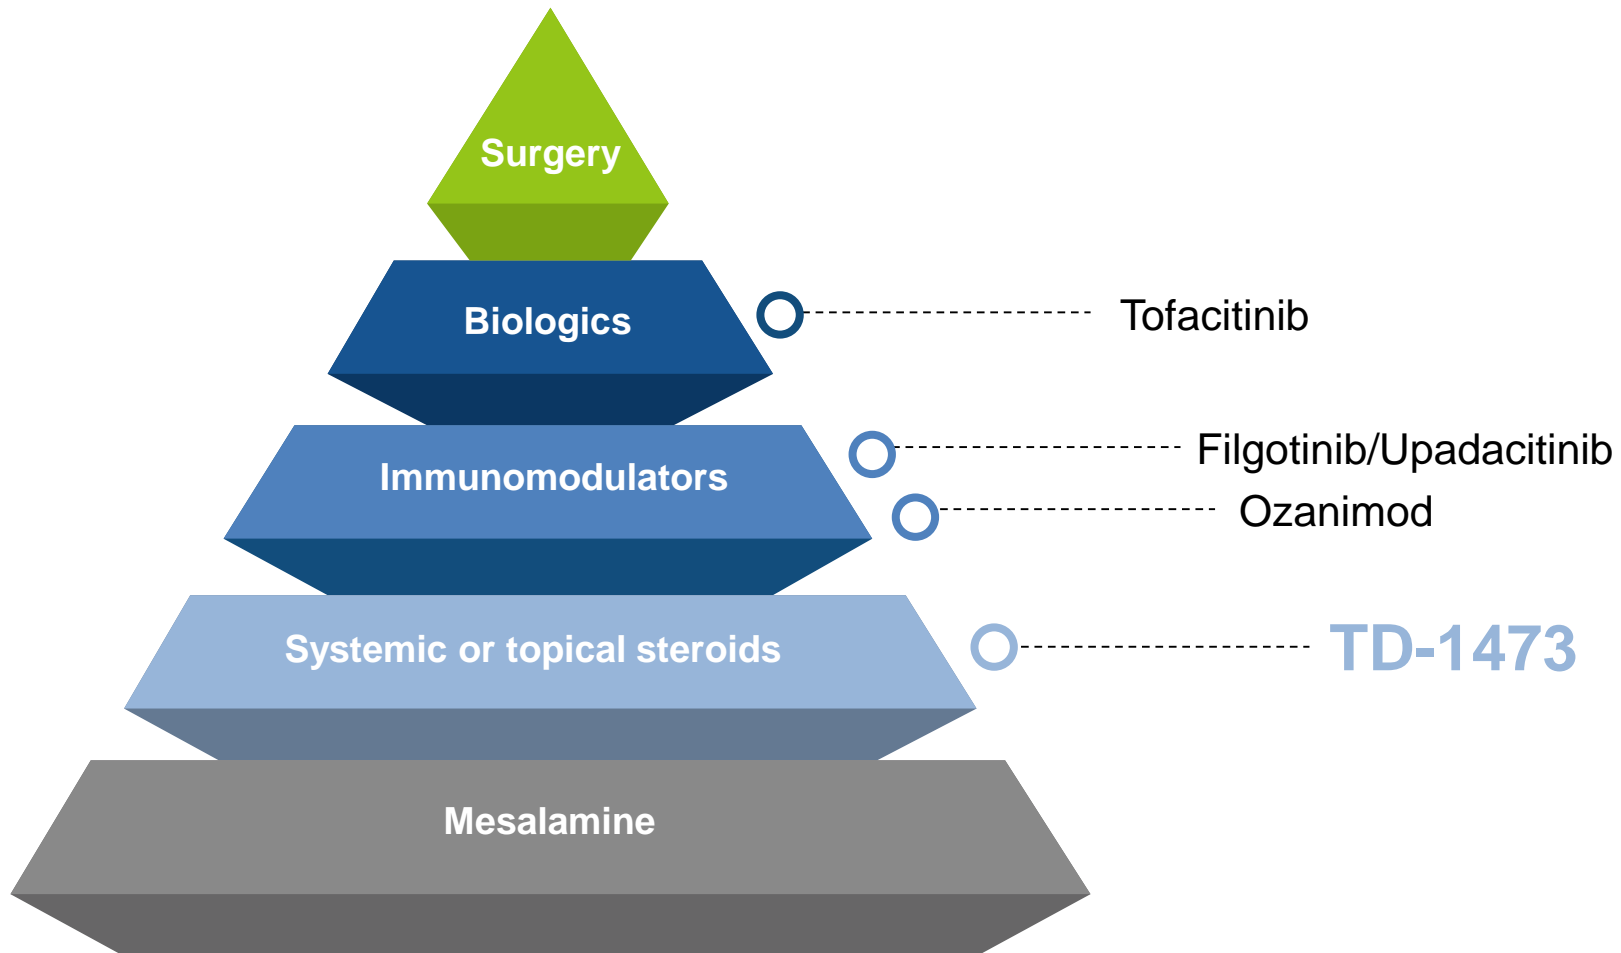 Surgery
Biologics
Tofacitinib
Immunomodulators
Filgotinib/Upadacitinib
Ozanimod
Systemic or topical steroids
TD-1473
Mesalamine